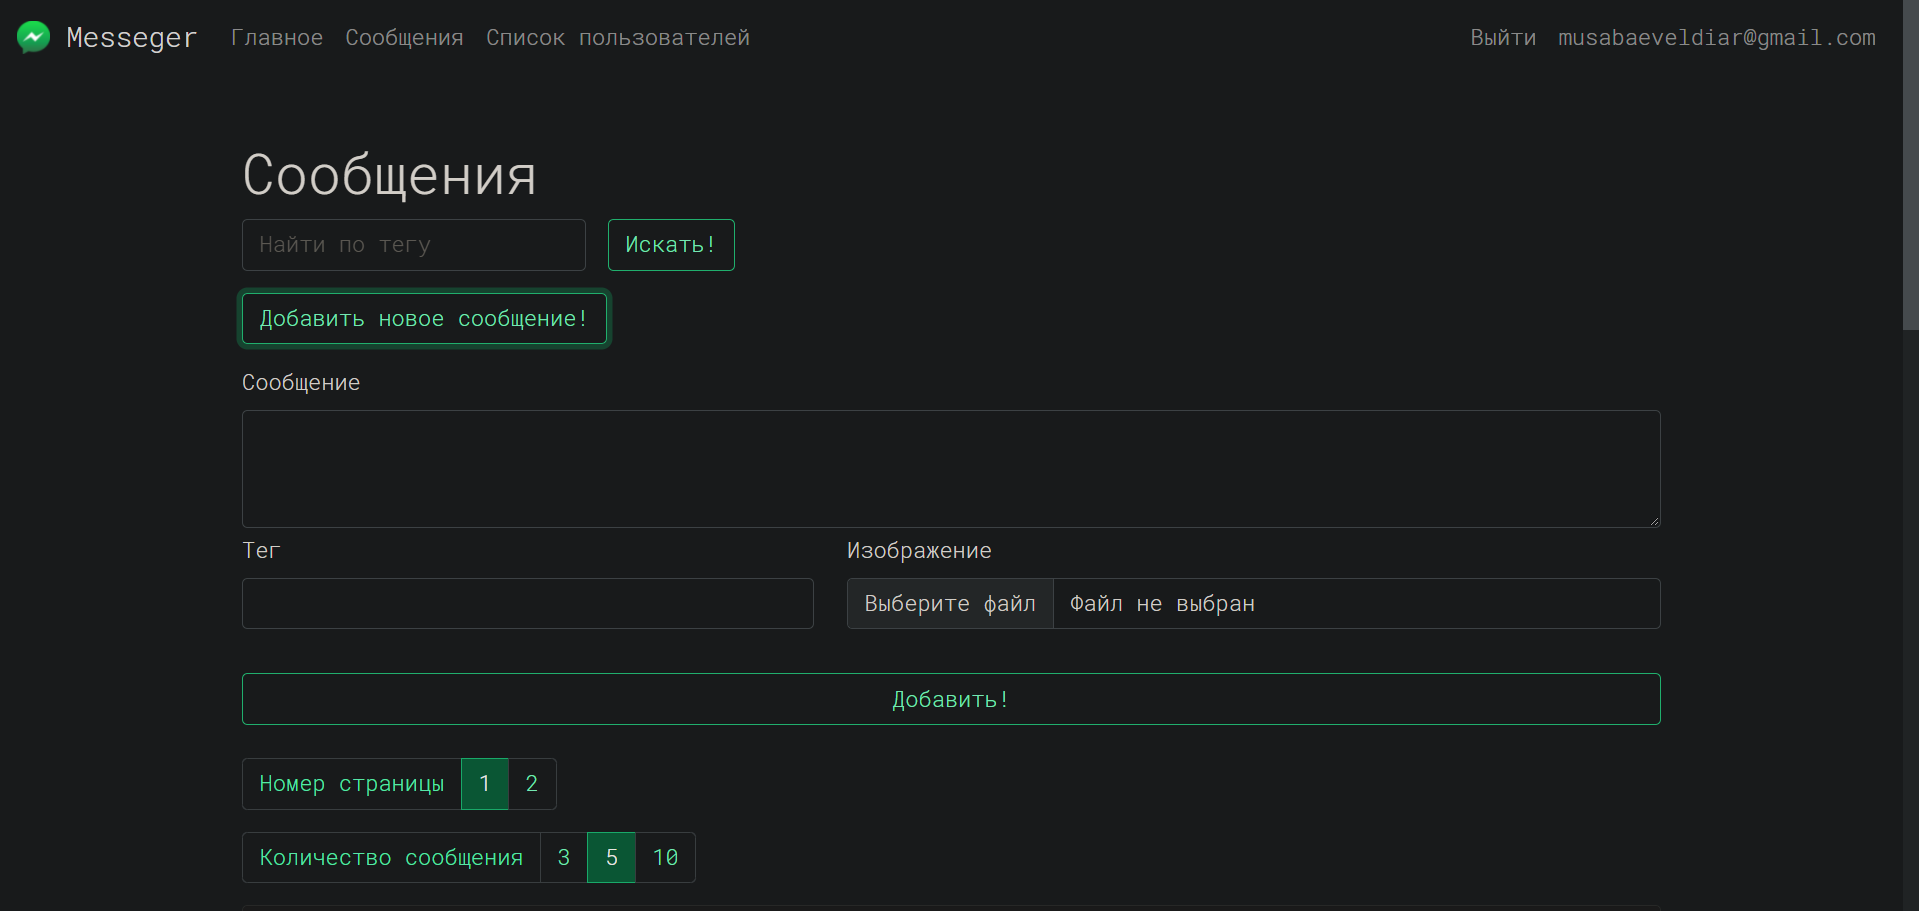 Messeger Главное Сообщения Список пользователей Выйти musabaeveldiar@gmail.com
Сообщения
Найти по тегу Искать!
Добавить новое сообщение!
Сообщение
Тег Изображение
Выберите файл Файл не выбран
Добавить!
Номер страницы 1 2
Количество сообщения 3 5 10